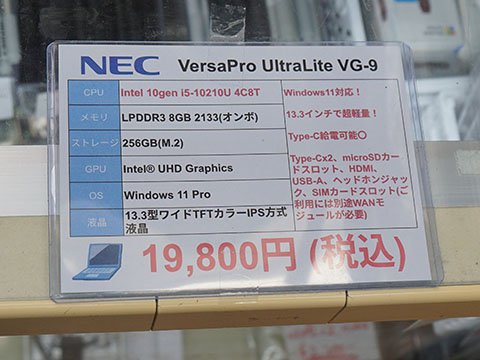 NEC VersaPro UltraLite VG-9
CPU Intel 10gen i5-10210U 4C8T
メモリ LPDDR3 8GB 2133(オンボ)
ストレージ 256GB(M.2)
GPU Intel® UHD Graphics
OS Windows 11 Pro
液晶 13.3型ワイドTFTカラーIPS方式
液晶
Windows11対応！
13.3インチで超軽量！
Type-C給電可能〇
Type-Cx2、microSDカー
ドスロット、HDMI、
USB-A、ヘッドホンジャッ
ク、SIMカードスロット(ご
利用には別途WANモ
ジュールが必要)
19,800円 (税込)